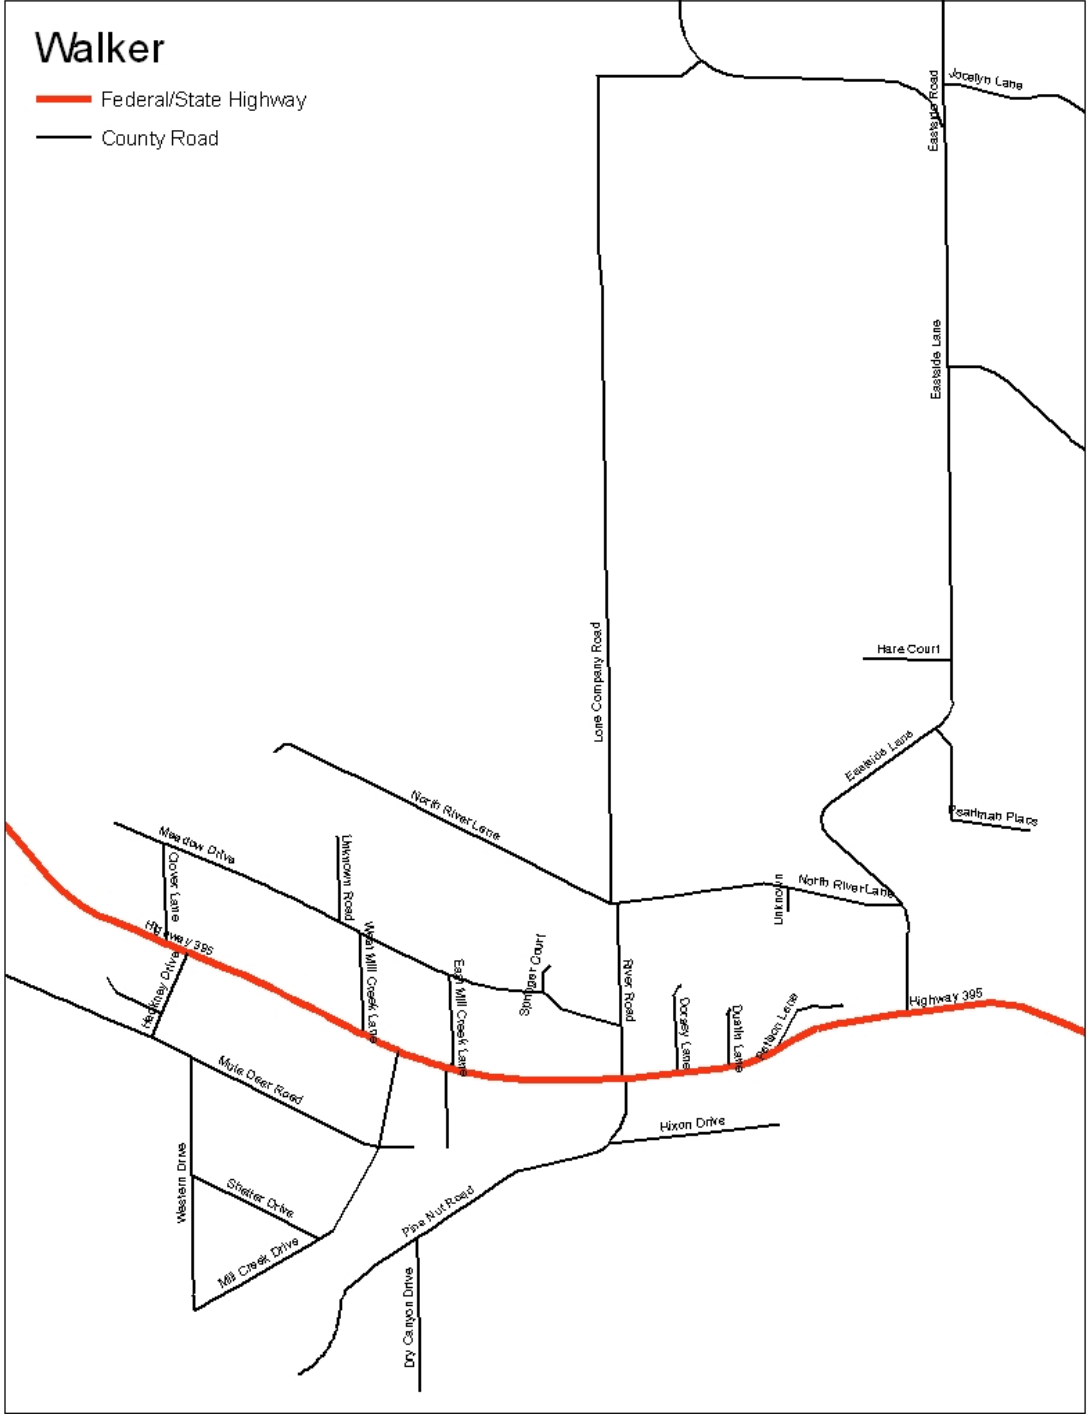 Walker
Federal/State Highway
County Road
Jocelyn Lane
Eastside Road
Eastside Lane
Lone Company Road
Hare Court
Eastside Lane
North River Lane
Pearlman Place
Meadow Drive
Unknown Road
Clover Lane
North River Lane
Unknown
West Mill Creek Lane
Highway 395
Springer Court
East Mill Creek Lane
River Road
Hackney Drive
Dorsey Lane
Dustin Lane
Lane
Highway 395
Mule Deer Road
Hixon Drive
Western Drive
Shelter Drive
Pine Nut Road
Mill Creek Drive
Dry Canyon Drive